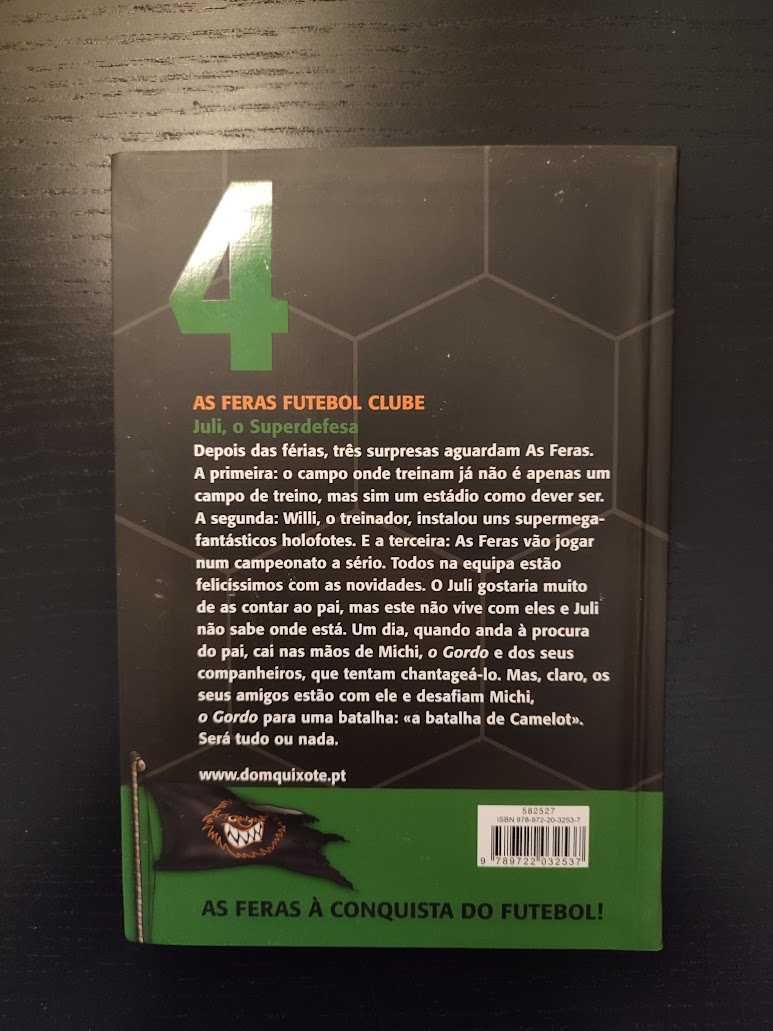 4
AS FERAS FUTEBOL CLUBE
Juli, o Superdefesa
Depois das férias, três surpresas aguardam As Feras.
A primeira: o campo onde treinam já não é apenas um
campo de treino, mas sim um estádio como dever ser.
A segunda: Willi, o treinador, instalou uns supermega-
fantásticos holofotes. E a terceira: As Feras vão jogar
num campeonato a sério. Todos na equipa estão
felicíssimos com as novidades. O Juli gostaria muito
de as contar ao pai, mas este não vive com eles e Juli
não sabe onde está. Um dia, quando anda à procura
do pai, cai nas mãos de Michi, o Gordo e dos seus
companheiros, que tentam chantageá-lo. Mas, claro, os
seus amigos estão com ele e desafiam Michi,
o Gordo para uma batalha: «a batalha de Camelot».
Será tudo ou nada.
www.domquixote.pt
582527
ISBN 978-972-20-3253-7
9 789722 032537
AS FERAS À CONQUISTA DO FUTEBOL!